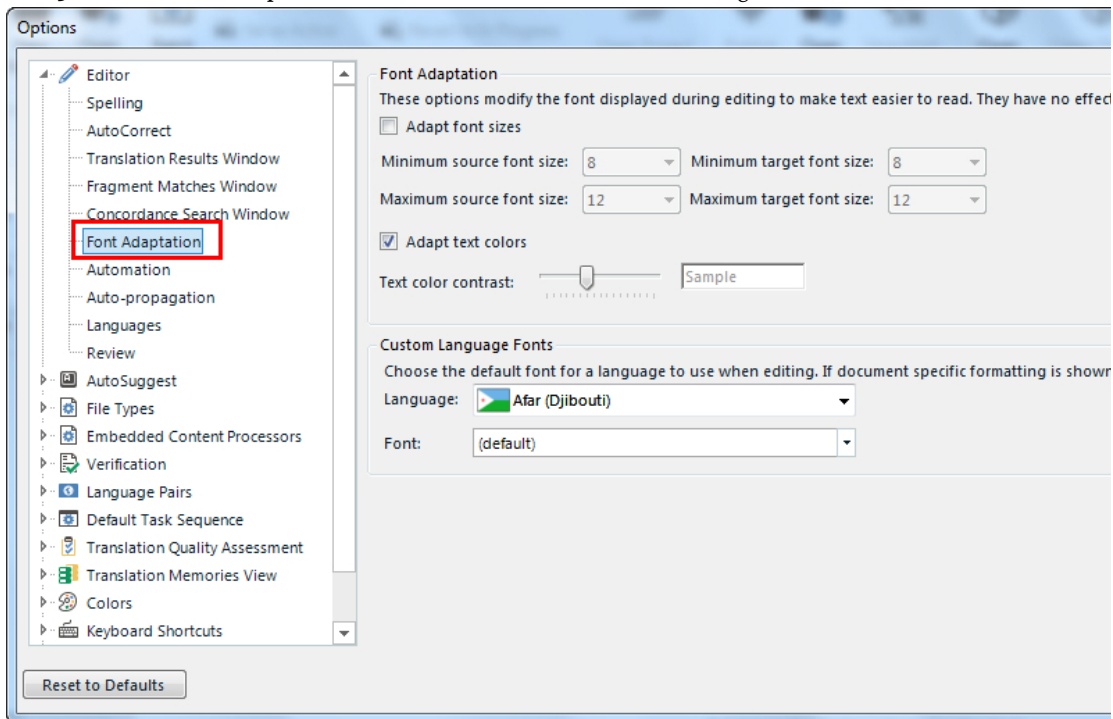 Options
Editor
Spelling
AutoCorrect
Translation Results Window
Fragment Matches Window
Concordance Search Window
Font Adaptation
Automation
Auto-propagation
Languages
Review
AutoSuggest
File Types
Embedded Content Processors
Verification
Language Pairs
Default Task Sequence
Translation Quality Assessment
Translation Memories View
Colors
Keyboard Shortcuts
Reset to Defaults
Font Adaptation
These options modify the font displayed during editing to make text easier to read. They have no effect
Adapt font sizes
Minimum source font size: 8 Minimum target font size: 8
Maximum source font size: 12 Maximum target font size: 12
Adapt text colors
Text color contrast: Sample
Custom Language Fonts
Choose the default font for a language to use when editing. If document specific formatting is shown
Language: Afar (Djibouti)
Font: (default)